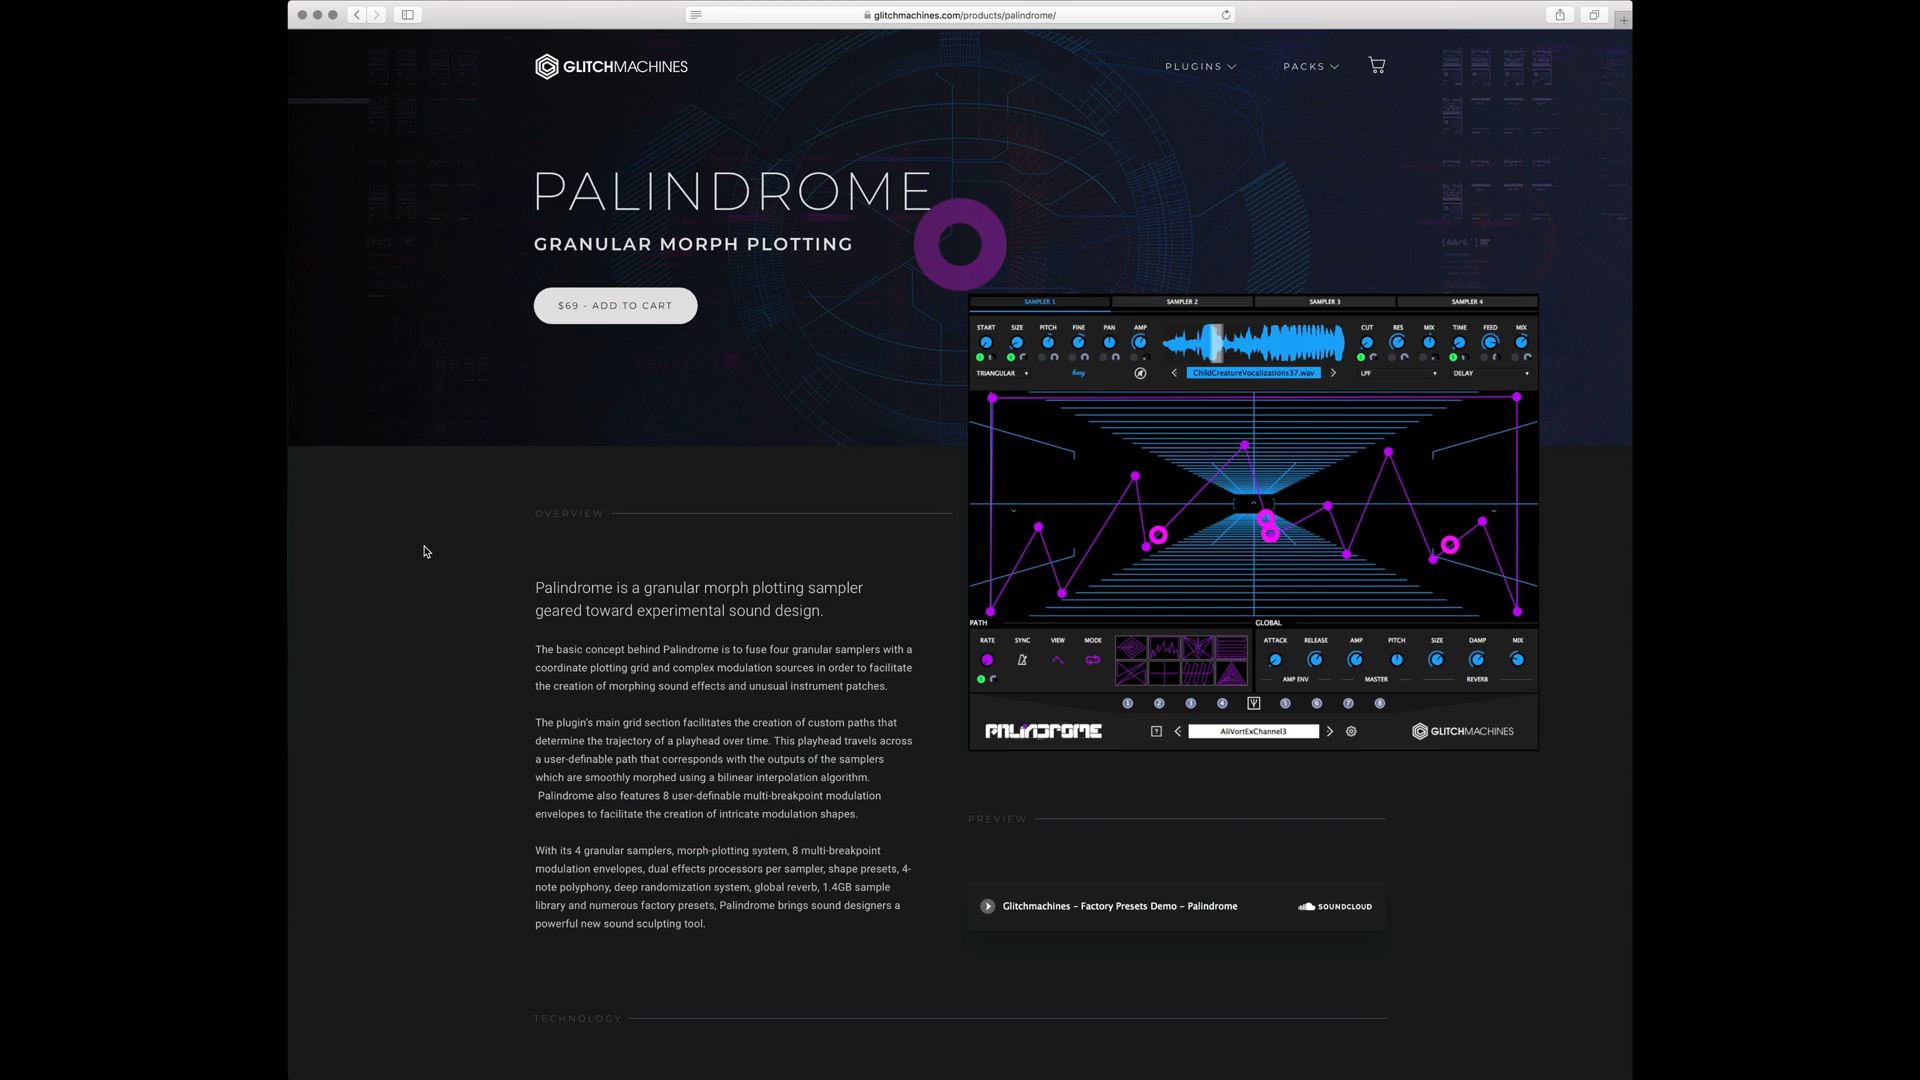 glitchmachines.com/products/palindrome/
GLITCHMACHINES
PLUGINS
PACKS
PALINDROME
GRANULAR MORPH PLOTTING
$69 - ADD TO CART
[AA/6']
SAMPLER 1
SAMPLER 2
SAMPLER 3
SAMPLER 4
START SIZE PITCH FINE PAN AMP
CUT RES MIX TIME FEED MIX
TRIANGULAR
ChildCreatureVocalizations37.wav
LPF
DELAY
OVERVIEW
Palindrome is a granular morph plotting sampler
geared toward experimental sound design.
The basic concept behind Palindrome is to fuse four granular samplers with a
coordinate plotting grid and complex modulation sources in order to facilitate
the creation of morphing sound effects and unusual instrument patches.
The plugin's main grid section facilitates the creation of custom paths that
determine the trajectory of a playhead over time. This playhead travels across
a user-definable path that corresponds with the outputs of the samplers
which are smoothly morphed using a bilinear interpolation algorithm.
Palindrome also features 8 user-definable multi-breakpoint modulation
envelopes to facilitate the creation of intricate modulation shapes.
With its 4 granular samplers, morph-plotting system, 8 multi-breakpoint
modulation envelopes, dual effects processors per sampler, shape presets, 4-
note polyphony, deep randomization system, global reverb, 1.4GB sample
library and numerous factory presets, Palindrome brings sound designers a
powerful new sound sculpting tool.
PATH
GLOBAL
RATE SYNC VIEW MODE
ATTACK RELEASE AMP PITCH SIZE DAMP MIX
AMP ENV
MASTER
REVERB
1 2 3 4 5 6 7 8
PALINDROME
?
AliVortExChannel3
GLITCHMACHINES
PREVIEW
Glitchmachines - Factory Presets Demo - Palindrome
SOUNDCLOUD
TECHNOLOGY